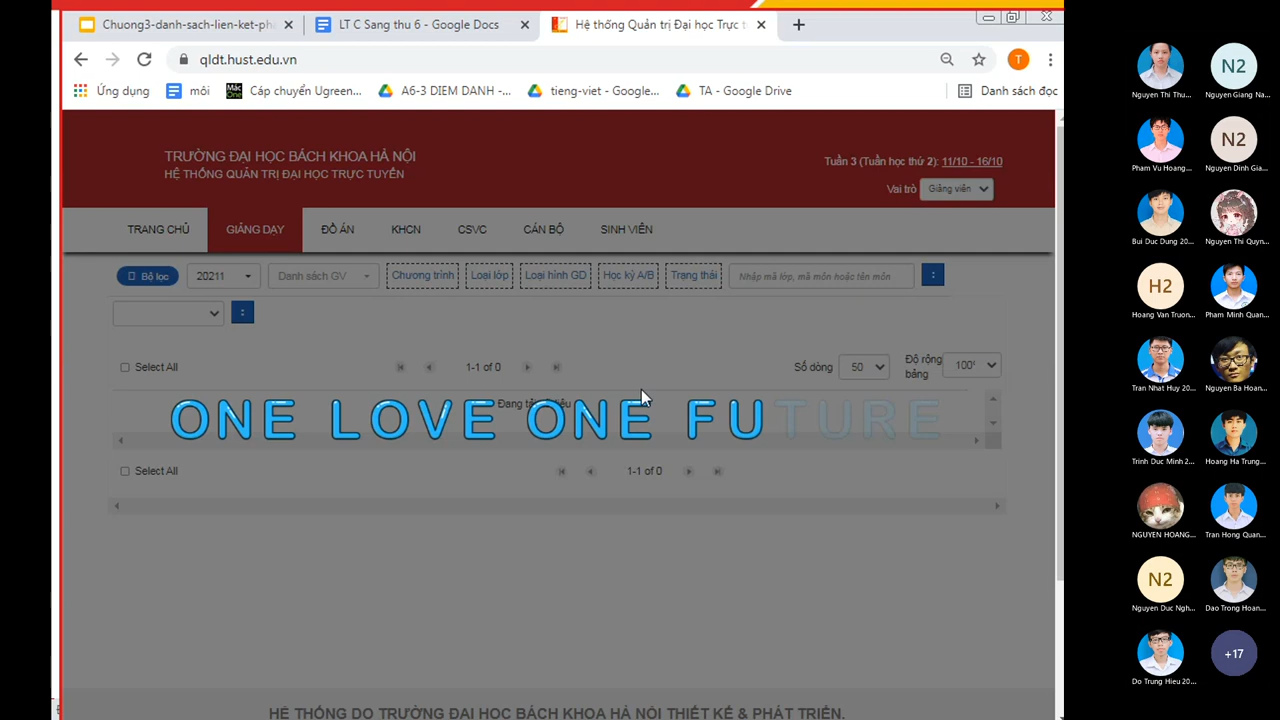 Chuong3-danh-sach-lien-ket-ph
LT C Sang thu 6 - Google Docs
Hệ thống Quản trị Đại học Trực t
qldt.hust.edu.vn
T
Ứng dụng
môi
Cáp chuyển Ugreen...
A6-3 DIEM DANH -...
tieng-viet - Google...
TA - Google Drive
Danh sách đọc
TRƯỜNG ĐẠI HỌC BÁCH KHOA HÀ NỘI
HỆ THỐNG QUẢN TRỊ ĐẠI HỌC TRỰC TUYẾN
Tuần 3 (Tuần học thứ 2): 11/10 - 16/10
Vai trò Giảng viên
TRANG CHỦ GIẢNG DẠY ĐỒ ÁN KHCN CSVC CÁN BỘ SINH VIÊN
Bộ lọc 20211 Danh sách GV Chương trình Loại lớp Loại hình GD Học kỳ A/B Trạng thái Nhập mã lớp, mã môn hoặc tên môn
Select All 1-1 of 0 Số dòng 50 Độ rộng bảng 100
ONE LOVE ONE FUTURE
Select All 1-1 of 0
HỆ THỐNG DO TRƯỜNG ĐẠI HỌC BÁCH KHOA HÀ NỘI THIẾT KẾ & PHÁT TRIỂN.
N2
Nguyen Thi Thu...
Nguyen Giang Na...
N2
Pham Vu Hoang...
Nguyen Dinh Gia...
Bui Duc Dung 20...
Nguyen Thi Quyn...
H2
Hoang Van Truon...
Pham Minh Quan...
Tran Nhat Huy 20...
Nguyen Ba Hoan...
Trinh Duc Minh 2...
Hoang Ha Trung...
NGUYEN HOANG...
Tran Hong Quan...
N2
Nguyen Duc Ngh...
Dao Trong Hoan...
+17
Do Trung Hieu 20...